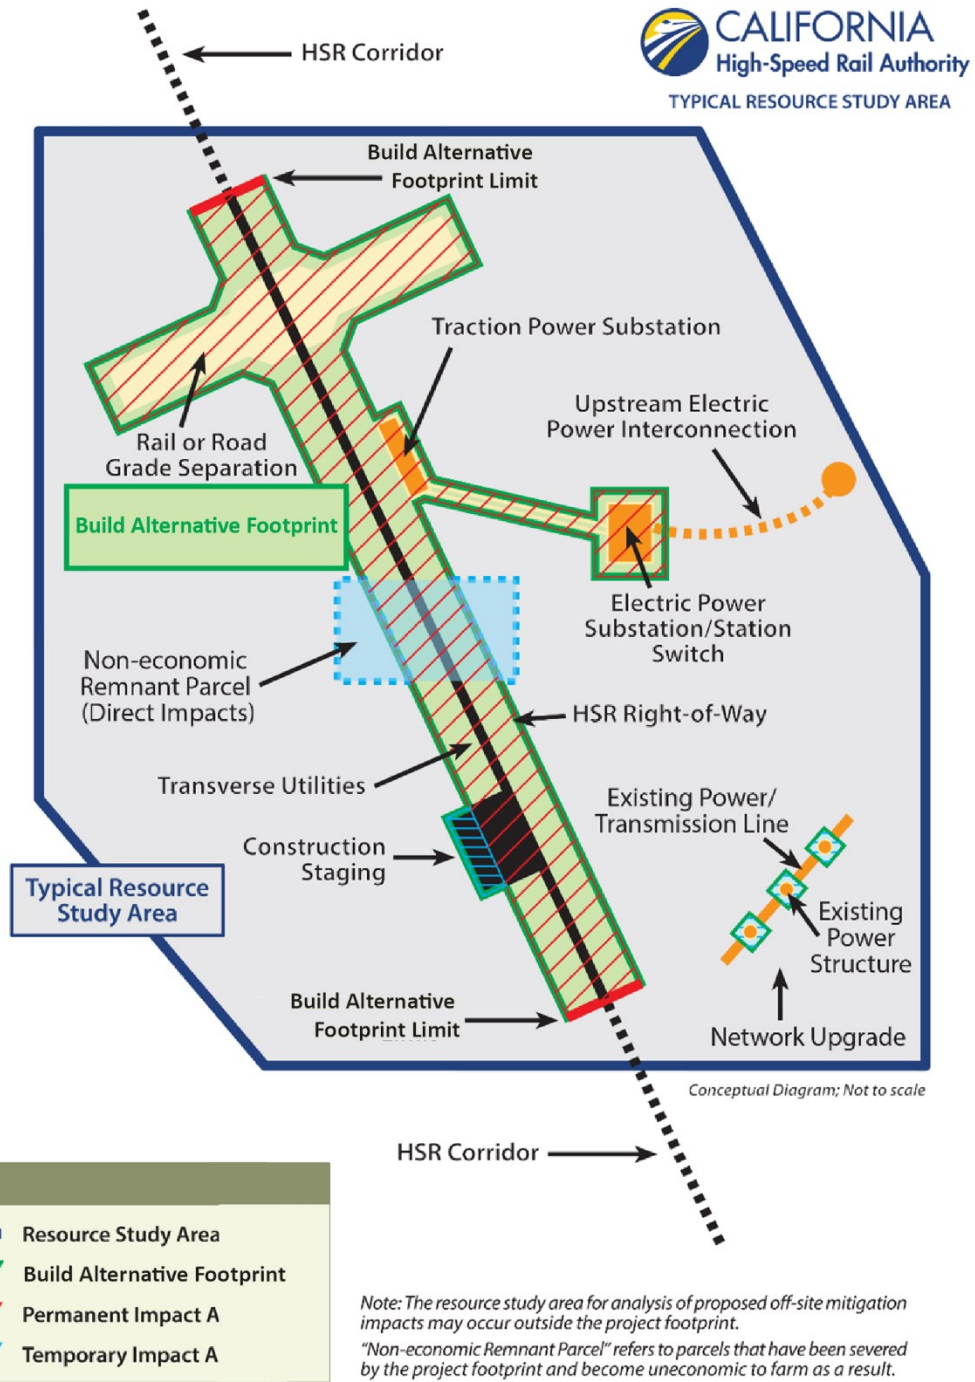 CALIFORNIA
High-Speed Rail Authority
TYPICAL RESOURCE STUDY AREA
HSR Corridor
Build Alternative
Footprint Limit
Traction Power Substation
Upstream Electric
Power Interconnection
Rail or Road
Grade Separation
Build Alternative Footprint
Electric Power
Substation/Station
Switch
Non-economic
Remnant Parcel
(Direct Impacts)
HSR Right-of-Way
Transverse Utilities
Existing Power/
Transmission Line
Construction
Staging
Typical Resource
Study Area
Existing
Power
Structure
Build Alternative
Footprint Limit
Network Upgrade
Conceptual Diagram; Not to scale
HSR Corridor
Resource Study Area
Build Alternative Footprint
Permanent Impact A
Temporary Impact A
Note: The resource study area for analysis of proposed off-site mitigation
impacts may occur outside the project footprint.
"Non-economic Remnant Parcel" refers to parcels that have been severed
by the project footprint and become uneconomic to farm as a result.